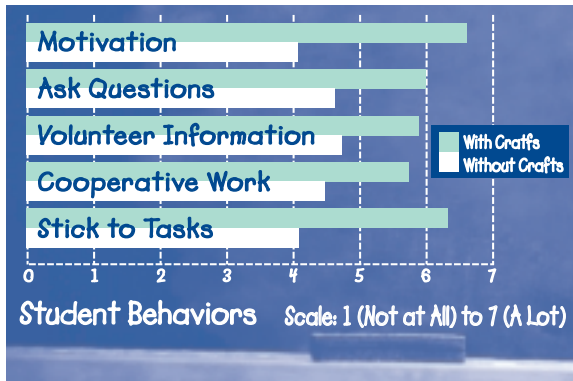 Motivation
Ask Questions
Volunteer Information
Cooperative Work
Stick to Tasks
With Cratfs
Without Crafts
0 1 2 3 4 5 6 7
Student Behaviors Scale: 1 (Not at All) to 7 (A Lot)